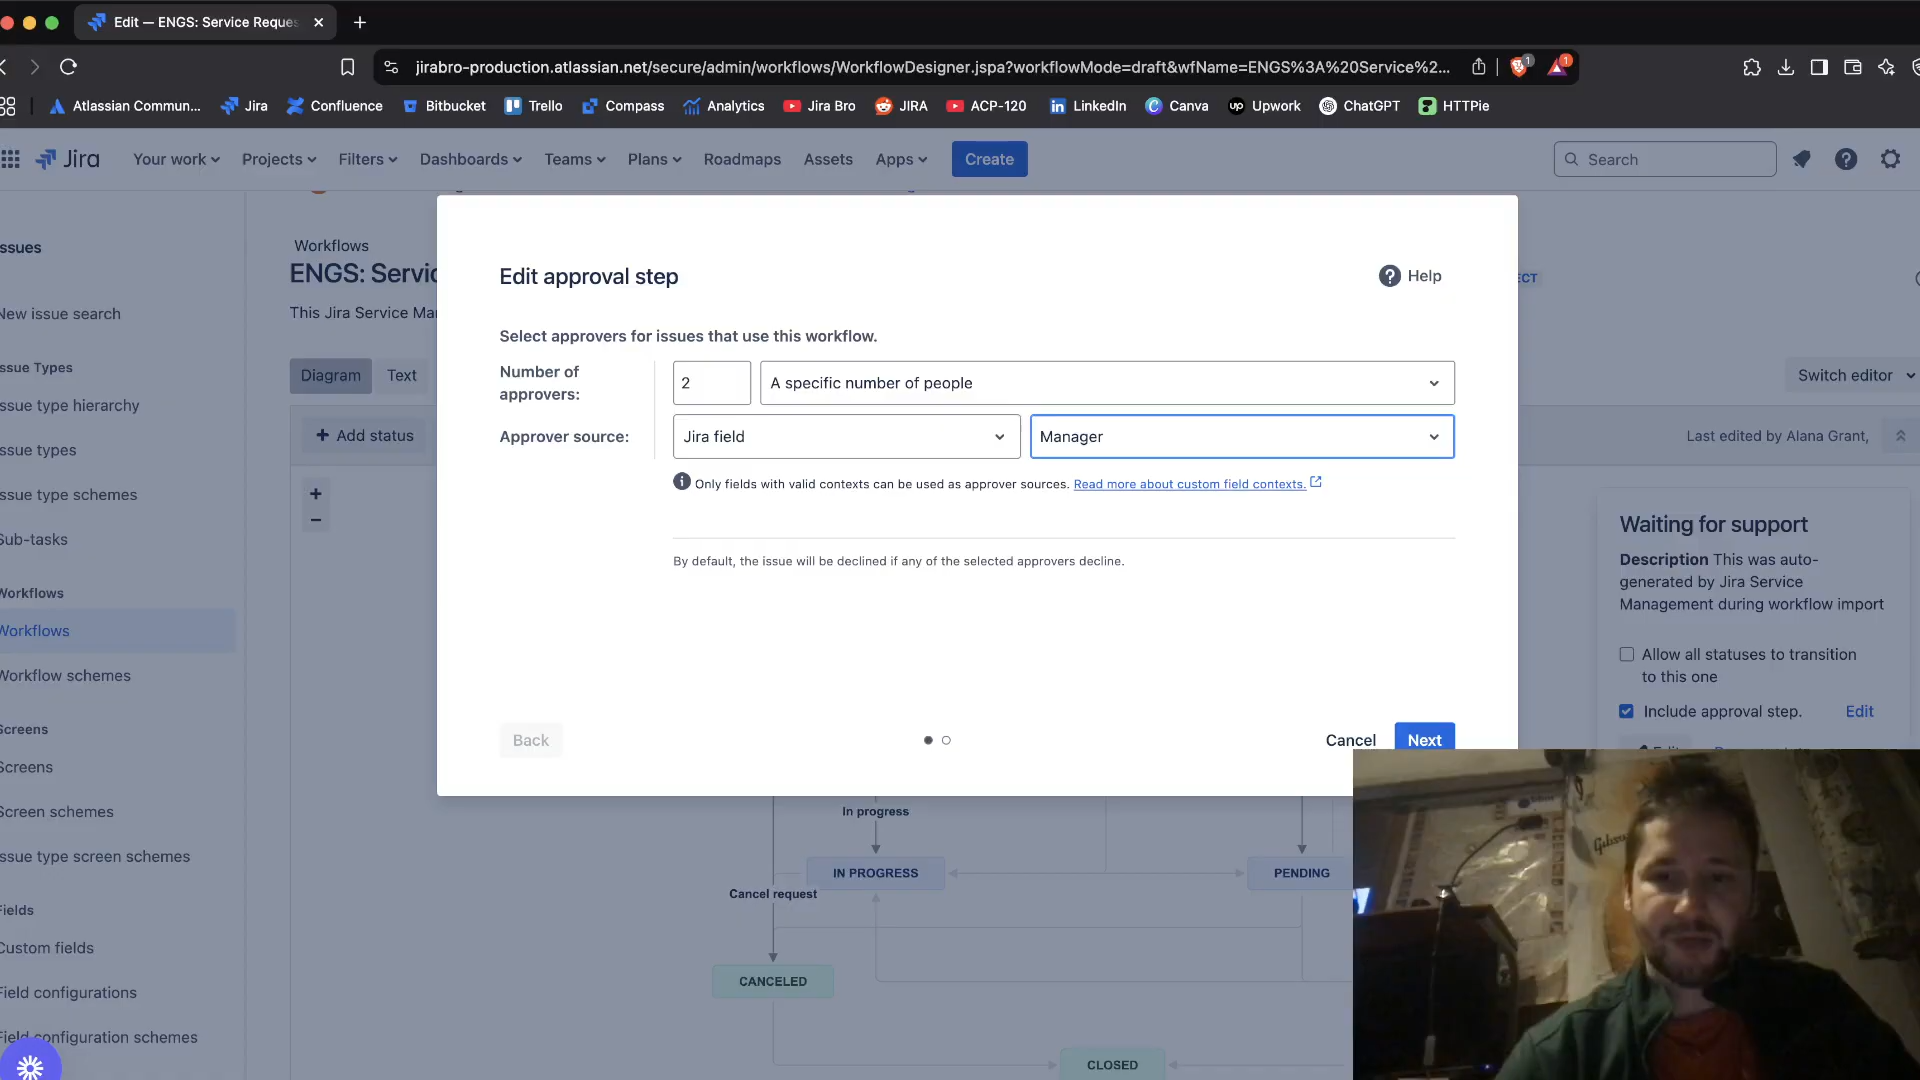 Edit — ENGS: Service Reques
jirabro-production.atlassian.net/secure/admin/workflows/WorkflowDesigner.jspa?workflowMode=draft&wfName=ENGS%3A%20Service%2...
1
1
Atlassian Commun...
Jira
Confluence
Bitbucket
Trello
Compass
Analytics
Jira Bro
JIRA
ACP-120
LinkedIn
Canva
Upwork
ChatGPT
HTTPie
Jira
Your work
Projects
Filters
Dashboards
Teams
Plans
Roadmaps
Assets
Apps
Create
Search
ssues
New issue search
ssue Types
ssue type hierarchy
ssue types
ssue type schemes
Sub-tasks
Workflows
Workflows
Workflow schemes
Screens
Screens
Screen schemes
ssue type screen schemes
Fields
Custom fields
Field configurations
Field configuration schemes
Workflows
ENGS: Servic
ECT
This Jira Service Ma
Diagram
Text
Switch editor
+ Add status
Last edited by Alana Grant,
Edit approval step
Help
Select approvers for issues that use this workflow.
Number of
approvers:
2
A specific number of people
Approver source:
Jira field
Manager
Only fields with valid contexts can be used as approver sources. Read more about custom field contexts.
By default, the issue will be declined if any of the selected approvers decline.
Back
Cancel
Next
Waiting for support
Description This was auto-
generated by Jira Service
Management during workflow import
Allow all statuses to transition
to this one
Include approval step.
Edit
In progress
IN PROGRESS
PENDING
Cancel request
CANCELED
CLOSED
Gibson